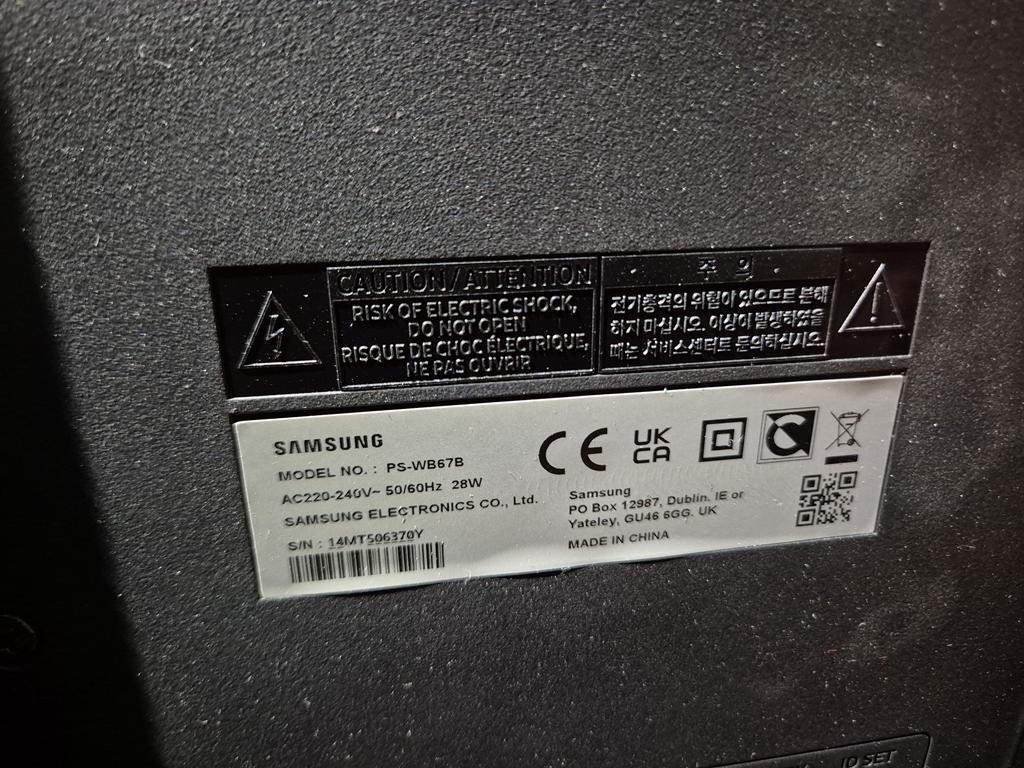 CAUTION/ATTENTION
RISK OF ELECTRIC SHOCK,
DO NOT OPEN
RISQUE DE CHOC ÉLECTRIQUE,
NE PAS OUVRIR
주 의
전기충격의 위험이 있으므로 분해
하지 마십시오. 이상이 발생하였을
때는 서비스센터로 문의하십시오.
SAMSUNG
MODEL NO. : PS-WB67B
AC220-240V~ 50/60Hz 28W
SAMSUNG ELECTRONICS CO., Ltd.
S/N : 14MT506370Y
CE
UK
CA
Samsung
PO Box 12987, Dublin. IE or
Yateley, GU46 6GG. UK
MADE IN CHINA
ID SET